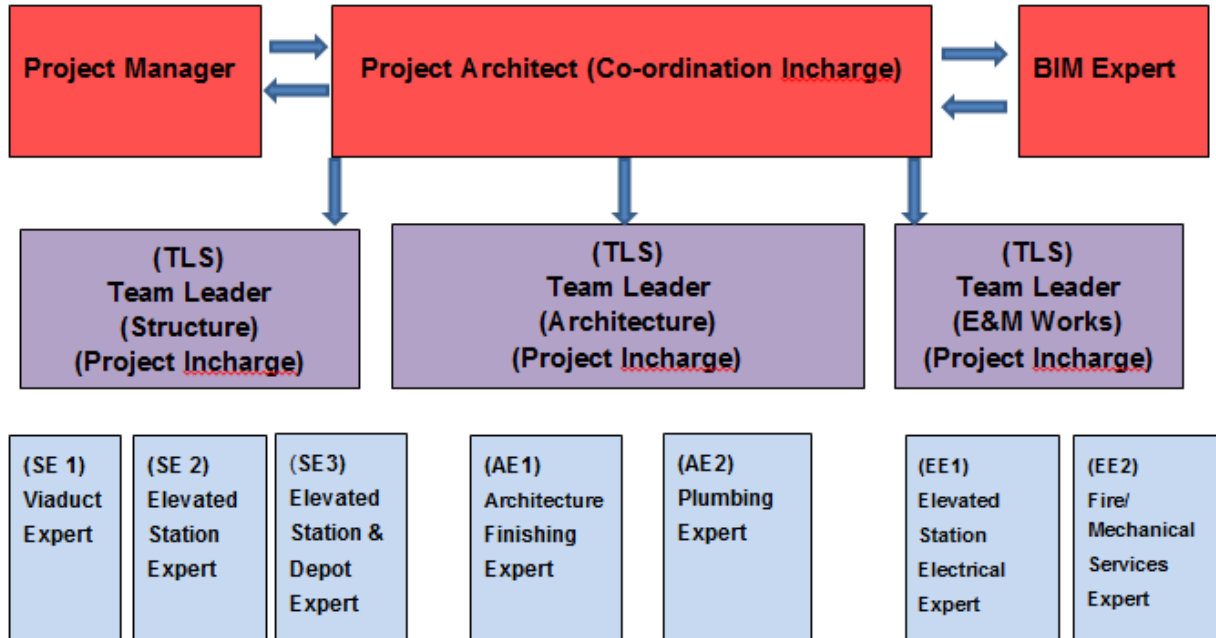 Project Manager
Project Architect (Co-ordination Incharge)
BIM Expert
(TLS)
Team Leader
(Structure)
(Project Incharge)
(TLS)
Team Leader
(Architecture)
(Project Incharge)
(TLS)
Team Leader
(E&M Works)
(Project Incharge)
(SE 1)
Viaduct
Expert
(SE 2)
Elevated
Station
Expert
(SE3)
Elevated
Station &
Depot
Expert
(AE1)
Architecture
Finishing
Expert
(AE2)
Plumbing
Expert
(EE1)
Elevated
Station
Electrical
Expert
(EE2)
Fire/
Mechanical
Services
Expert